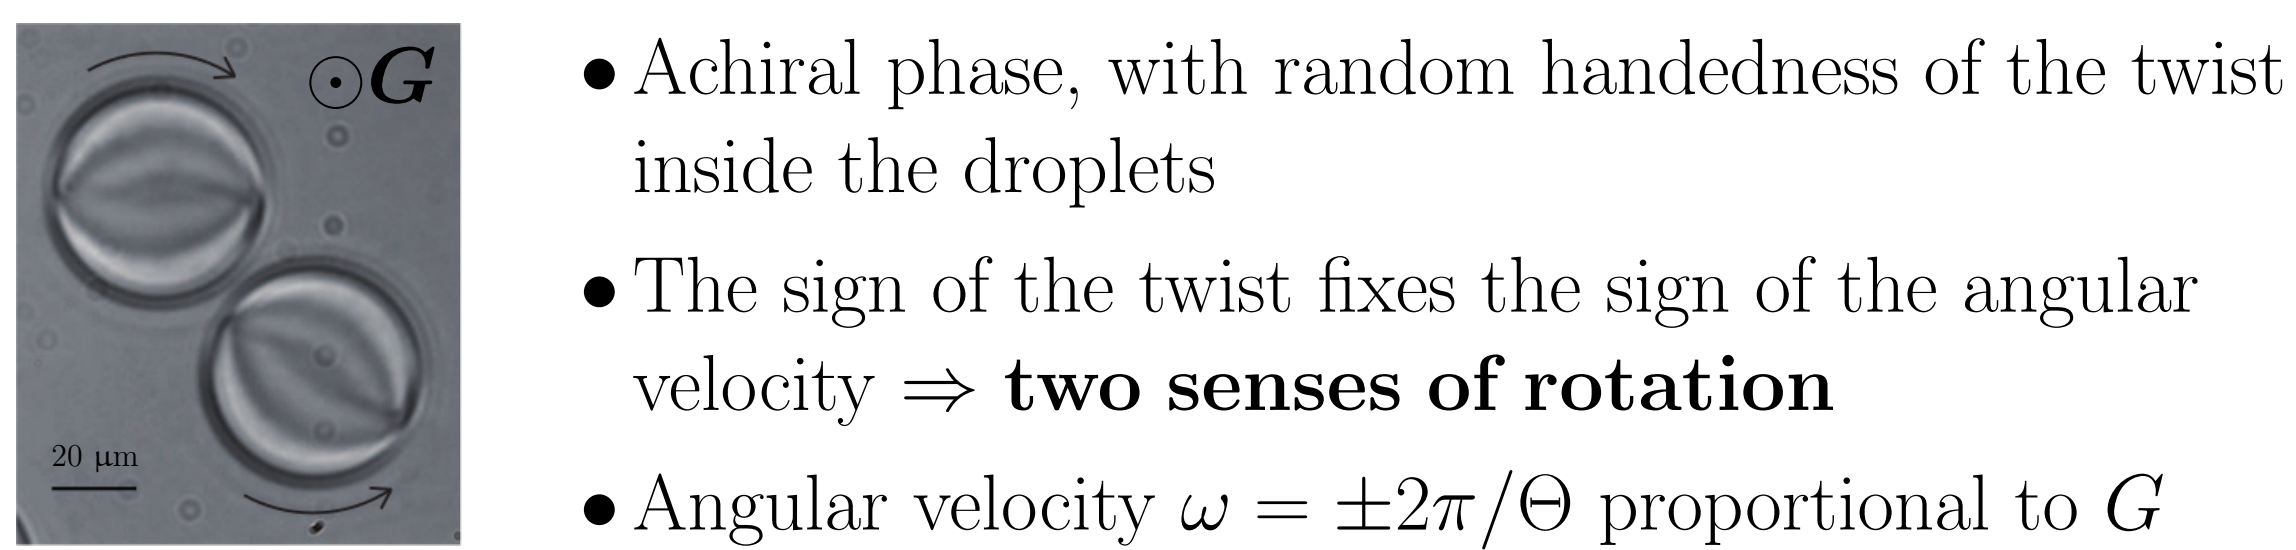 ⊙G
20 µm
• Achiral phase, with random handedness of the twist
inside the droplets
• The sign of the twist fixes the sign of the angular
velocity ⇒ two senses of rotation
• Angular velocity ω = ±2π/Θ proportional to G